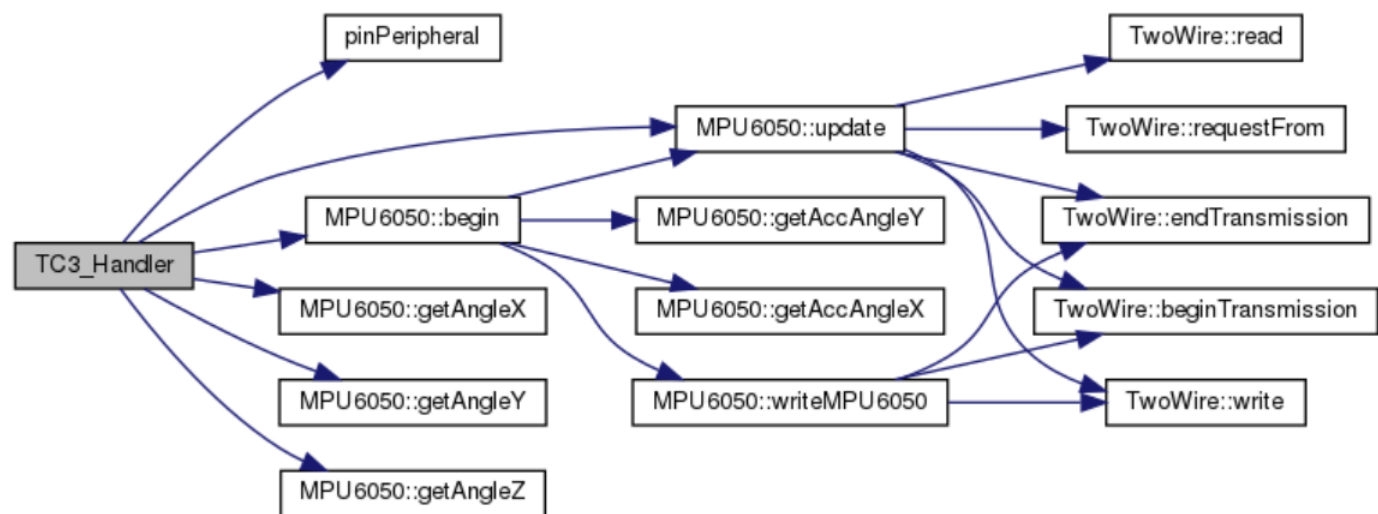 pinPeripheral
TwoWire::read
MPU6050::update
TwoWire::requestFrom
MPU6050::begin
MPU6050::getAccAngleY
TwoWire::endTransmission
TC3_Handler
MPU6050::getAngleX
MPU6050::getAccAngleX
TwoWire::beginTransmission
MPU6050::getAngleY
MPU6050::writeMPU6050
TwoWire::write
MPU6050::getAngleZ